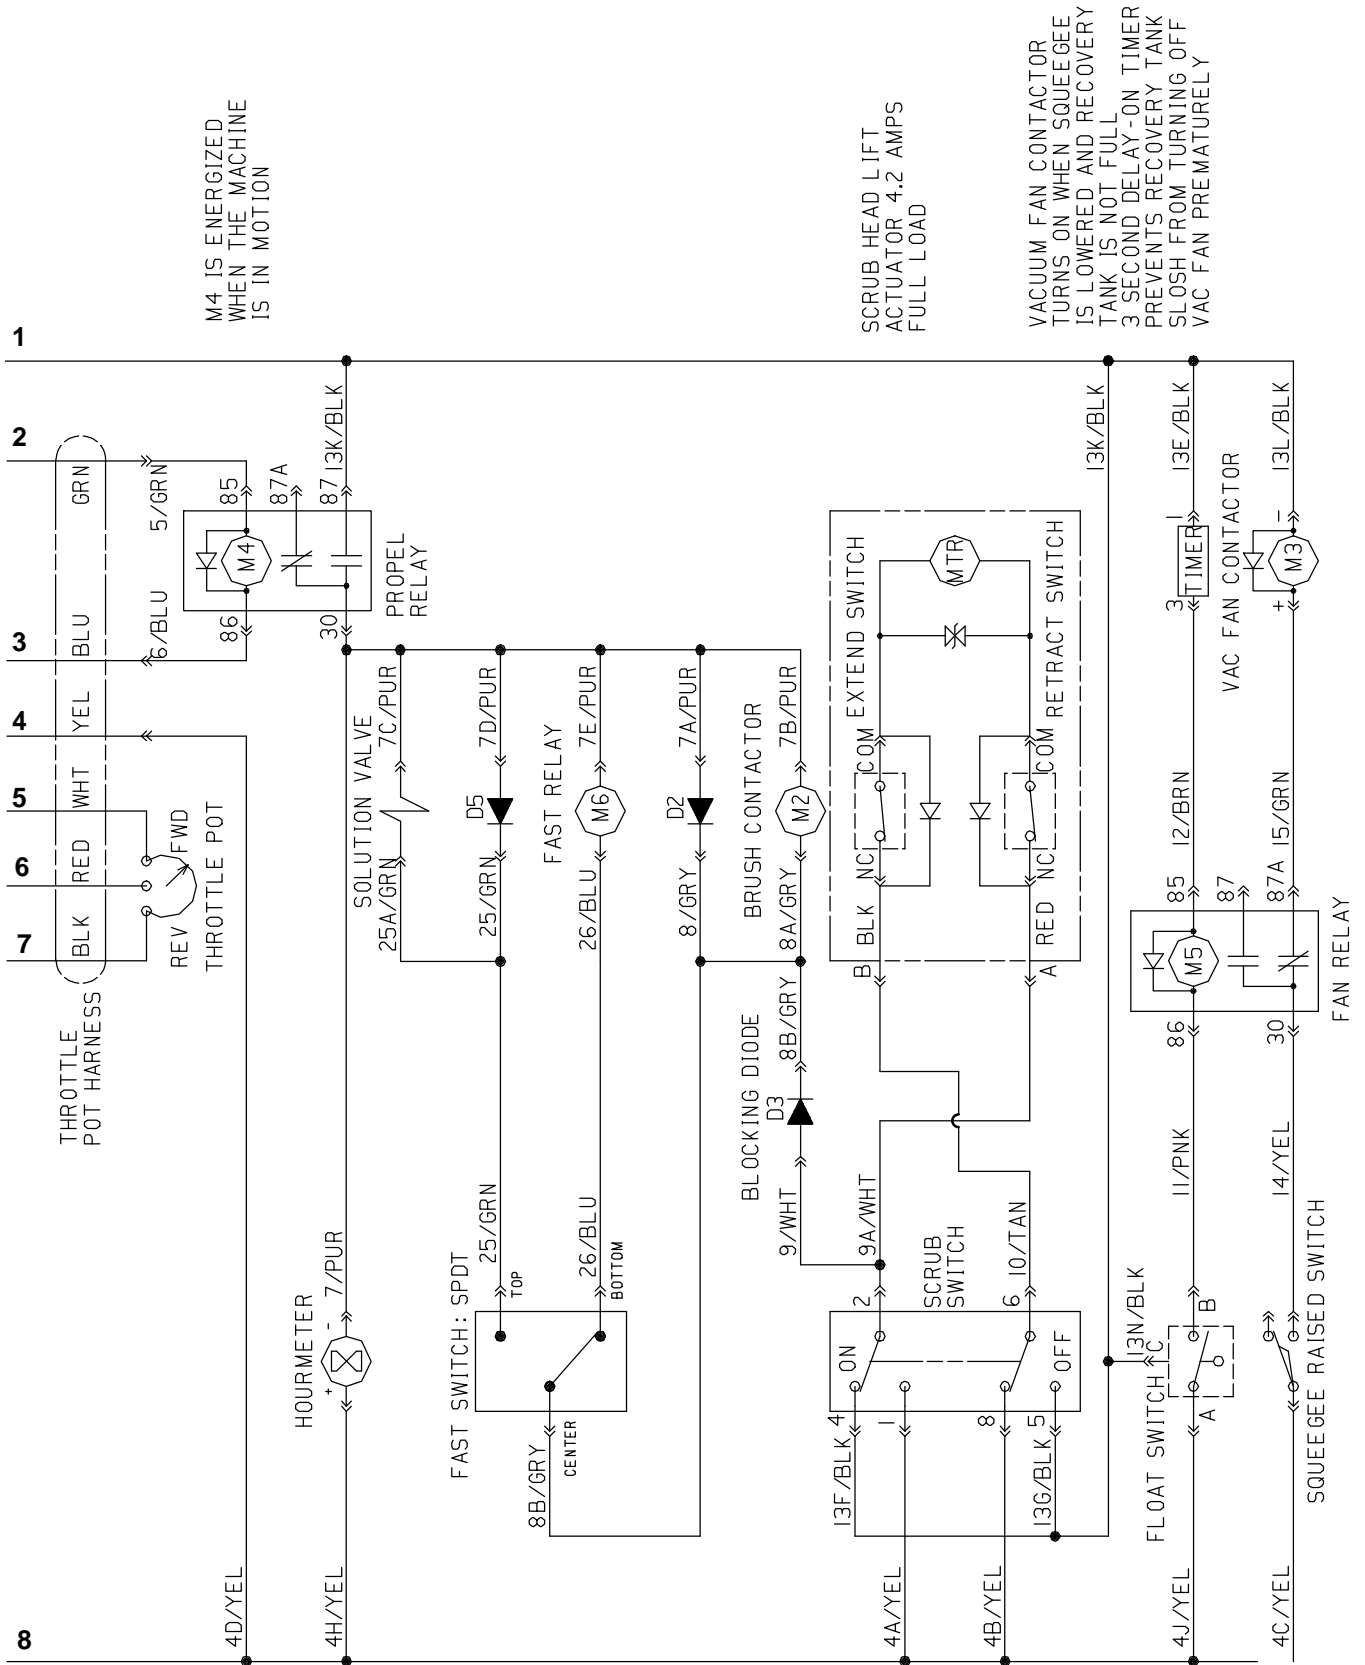 1
2
3
4
5
6
7
8
M4 IS ENERGIZED
WHEN THE MACHINE
IS IN MOTION
SCRUB HEAD LIFT
ACTUATOR 4.2 AMPS
FULL LOAD
VACUUM FAN CONTACTOR
TURNS ON WHEN SQUEEGEE
IS LOWERED AND RECOVERY
TANK IS NOT FULL
3 SECOND DELAY-ON TIMER
PREVENTS RECOVERY TANK
SLOSH FROM TURNING OFF
VAC FAN PREMATURELY
THROTTLE
POT HARNESS
BLK
RED
WHT
YEL
BLU
GRN
REV
FWD
THROTTLE POT
6/BLU
5/GRN
86
M4
85
87A
30
87
13K/BLK
PROPEL
RELAY
4D/YEL
4H/YEL
HOURMETER
+
-
7/PUR
SOLUTION VALVE
25A/GRN
7C/PUR
25/GRN
D5
7D/PUR
FAST RELAY
26/BLU
M6
7E/PUR
8/GRY
D2
7A/PUR
BRUSH CONTACTOR
8A/GRY
M2
7B/PUR
FAST SWITCH: SPDT
8B/GRY
CENTER
25/GRN
TOP
26/BLU
BOTTOM
BLOCKING DIODE
9/WHT
D3
8B/GRY
EXTEND SWITCH
B
BLK
NC
COM
MTR
A
RED
NC
COM
RETRACT SWITCH
4A/YEL
4B/YEL
13F/BLK
4
1
8
13G/BLK
5
ON
OFF
2
6
SCRUB
SWITCH
9A/WHT
10/TAN
13K/BLK
13N/BLK
FLOAT SWITCH
C
4J/YEL
A
B
11/PNK
86
M5
85
12/BRN
3
TIMER
1
13E/BLK
87
4C/YEL
SQUEEGEE RAISED SWITCH
14/YEL
30
87A
15/GRN
FAN RELAY
VAC FAN CONTACTOR
+
M3
-
13L/BLK